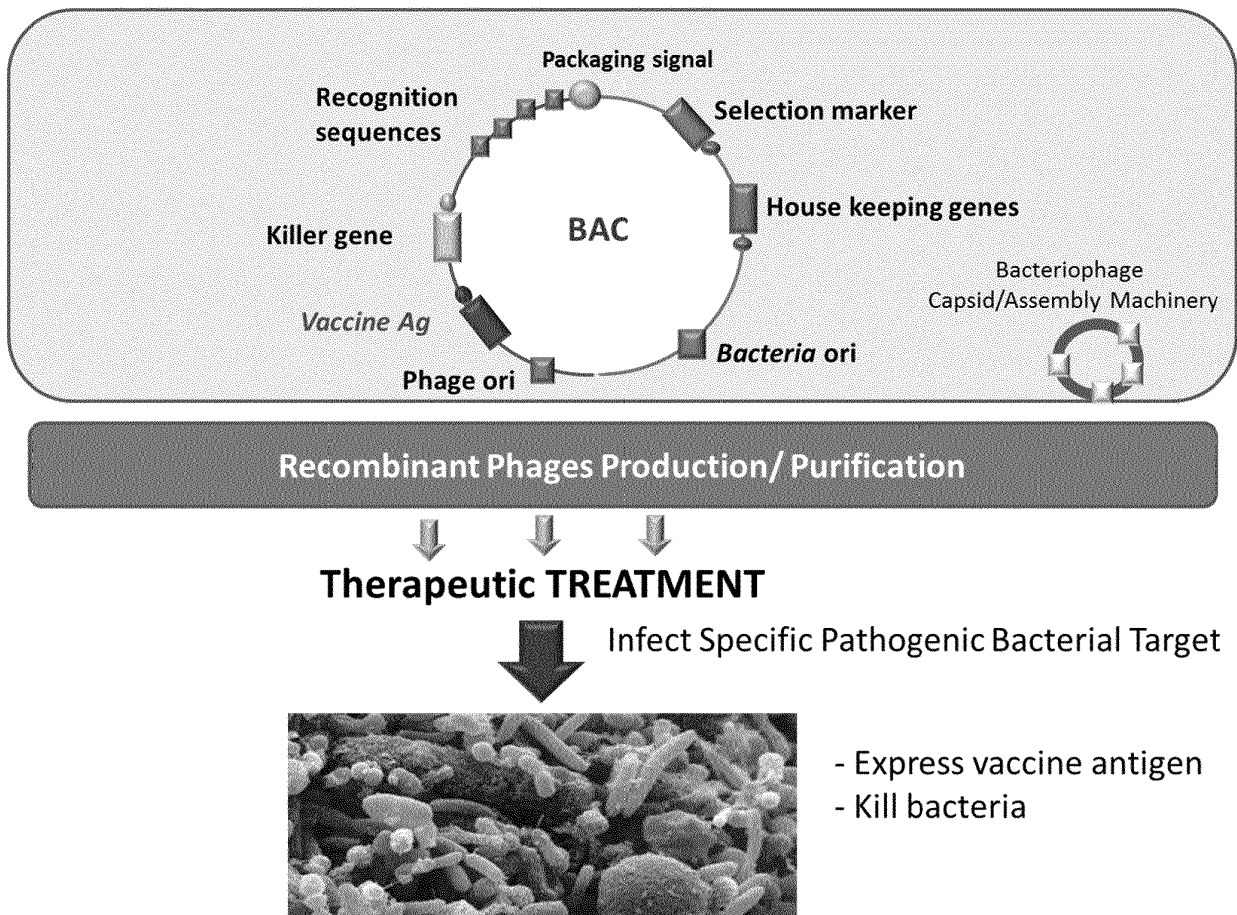 Packaging signal
Recognition
sequences
Selection marker
Killer gene
BAC
House keeping genes
Bacteriophage
Capsid/Assembly Machinery
Vaccine Ag
Bacteria ori
Phage ori
Recombinant Phages Production/ Purification
Therapeutic TREATMENT
Infect Specific Pathogenic Bacterial Target
- Express vaccine antigen
- Kill bacteria